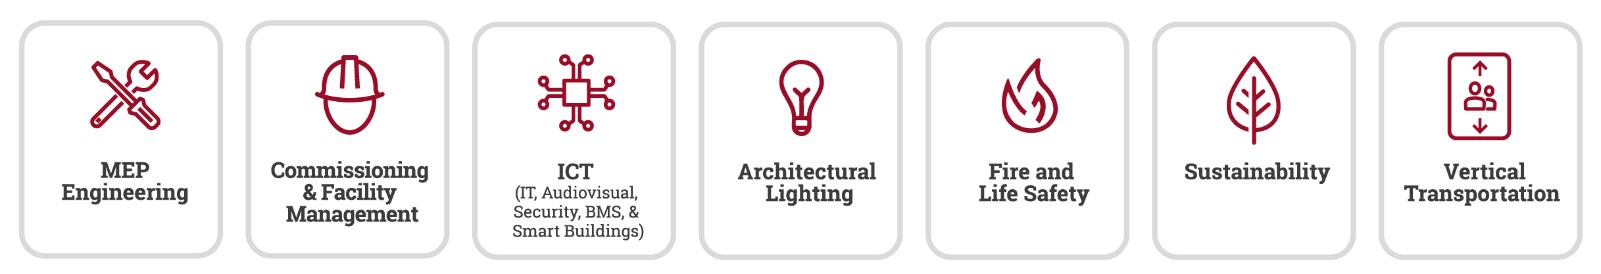 MEP
Engineering
Commissioning
& Facility
Management
ICT
(IT, Audiovisual,
Security, BMS, &
Smart Buildings)
Architectural
Lighting
Fire and
Life Safety
Sustainability
Vertical
Transportation